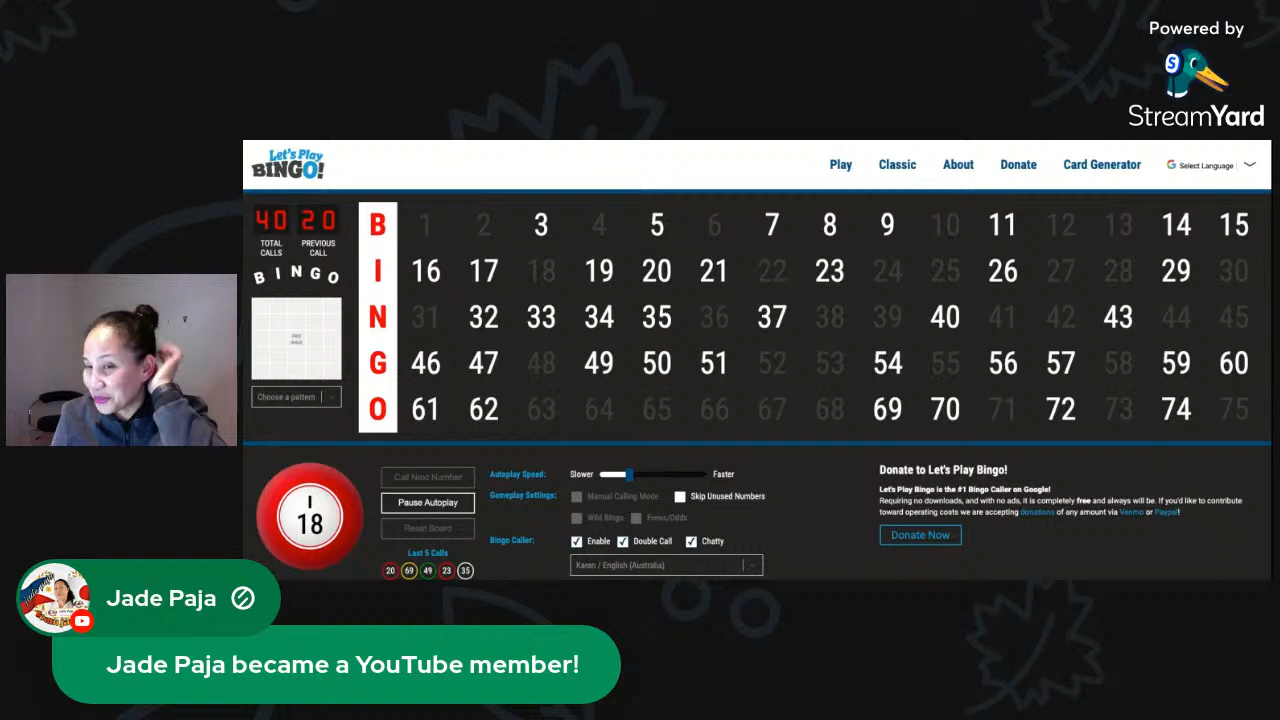 Powered by
S
StreamYard
Let's Play
BINGO!
Play Classic About Donate Card Generator G Select Language
40 20
TOTAL CALLS PREVIOUS CALL
BINGO
FREE SPACE
Choose a pattern
B 1 2 3 4 5 6 7 8 9 10 11 12 13 14 15
I 16 17 18 19 20 21 22 23 24 25 26 27 28 29 30
N 31 32 33 34 35 36 37 38 39 40 41 42 43 44 45
G 46 47 48 49 50 51 52 53 54 55 56 57 58 59 60
O 61 62 63 64 65 66 67 68 69 70 71 72 73 74 75
I
18
Call Next Number
Pause Autoplay
Reset Board
Last 5 Calls
20 69 49 23 35
Autoplay Speed: Slower Faster
Gameplay Settings: Manual Calling Mode Skip Unused Numbers
Wild Bingo Evens/Odds
Bingo Caller: Enable Double Call Chatty
Karen / English (Australia)
Donate to Let's Play Bingo!
Let's Play Bingo is the #1 Bingo Caller on Google!
Requiring no downloads, and with no ads, it is completely free and always will be. If you'd like to contribute
toward operating costs we are accepting donations of any amount via Venmo or Paypal!
Donate Now
Jade Paja
Jade Paja became a YouTube member!